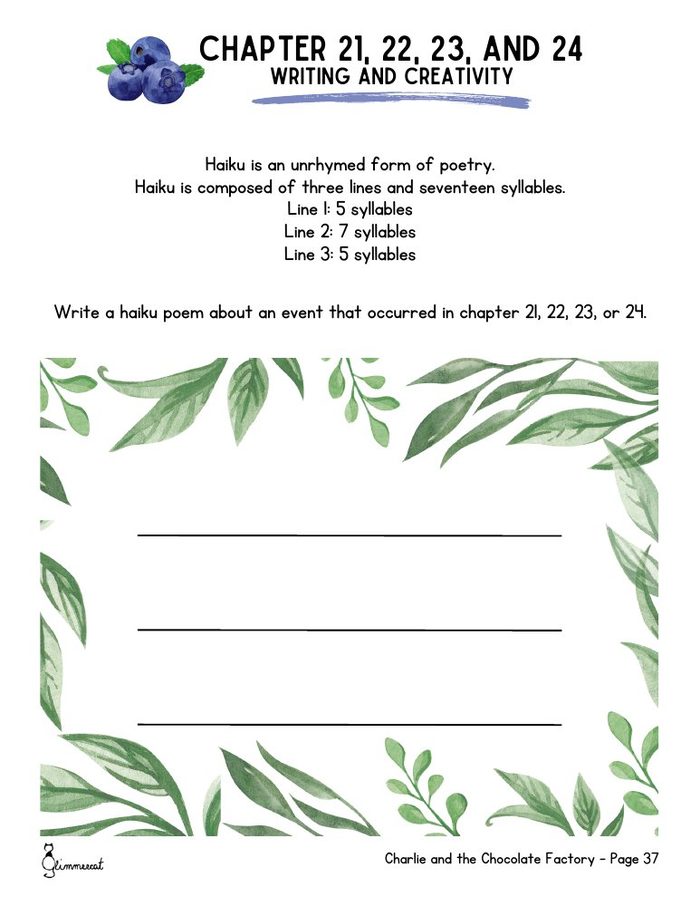 CHAPTER 21, 22, 23, AND 24
WRITING AND CREATIVITY
Haiku is an unrhymed form of poetry.
Haiku is composed of three lines and seventeen syllables.
Line 1: 5 syllables
Line 2: 7 syllables
Line 3: 5 syllables
Write a haiku poem about an event that occurred in chapter 21, 22, 23, or 24.
Glimmercat
Charlie and the Chocolate Factory - Page 37